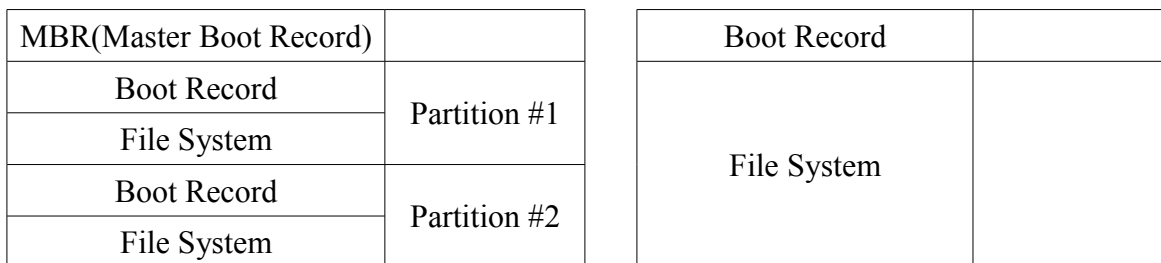 MBR(Master Boot Record)
Boot Record
File System
Partition #1
Boot Record
File System
Partition #2
Boot Record
File System